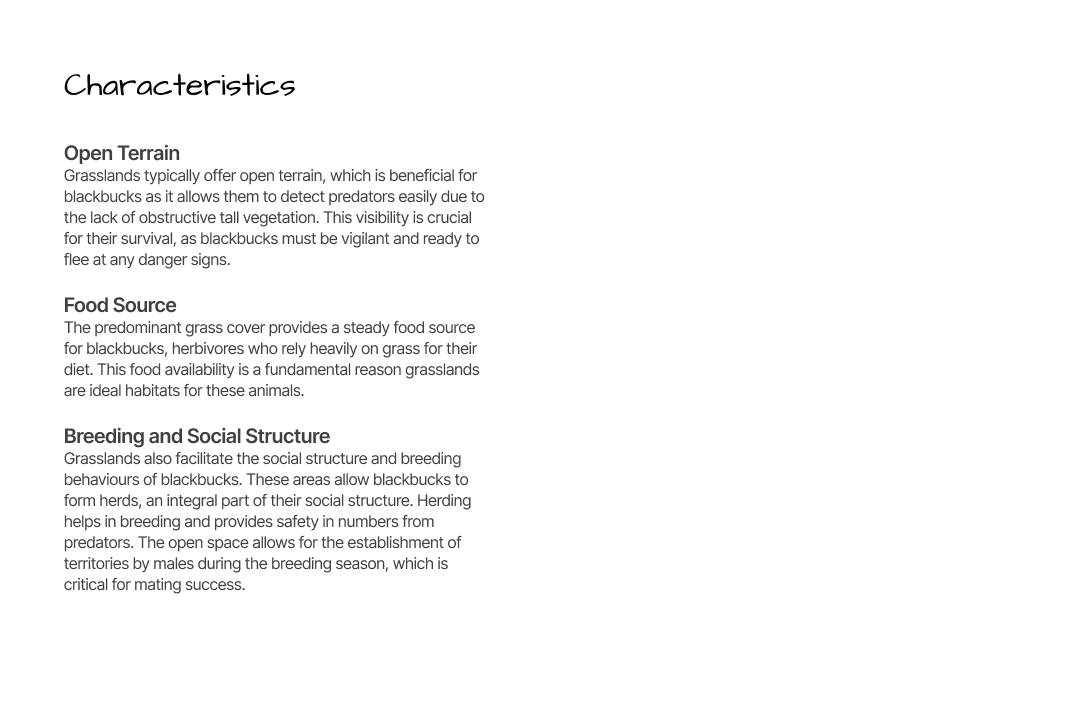 Characteristics
Open Terrain
Grasslands typically offer open terrain, which is beneficial for
blackbucks as it allows them to detect predators easily due to
the lack of obstructive tall vegetation. This visibility is crucial
for their survival, as blackbucks must be vigilant and ready to
flee at any danger signs.
Food Source
The predominant grass cover provides a steady food source
for blackbucks, herbivores who rely heavily on grass for their
diet. This food availability is a fundamental reason grasslands
are ideal habitats for these animals.
Breeding and Social Structure
Grasslands also facilitate the social structure and breeding
behaviours of blackbucks. These areas allow blackbucks to
form herds, an integral part of their social structure. Herding
helps in breeding and provides safety in numbers from
predators. The open space allows for the establishment of
territories by males during the breeding season, which is
critical for mating success.